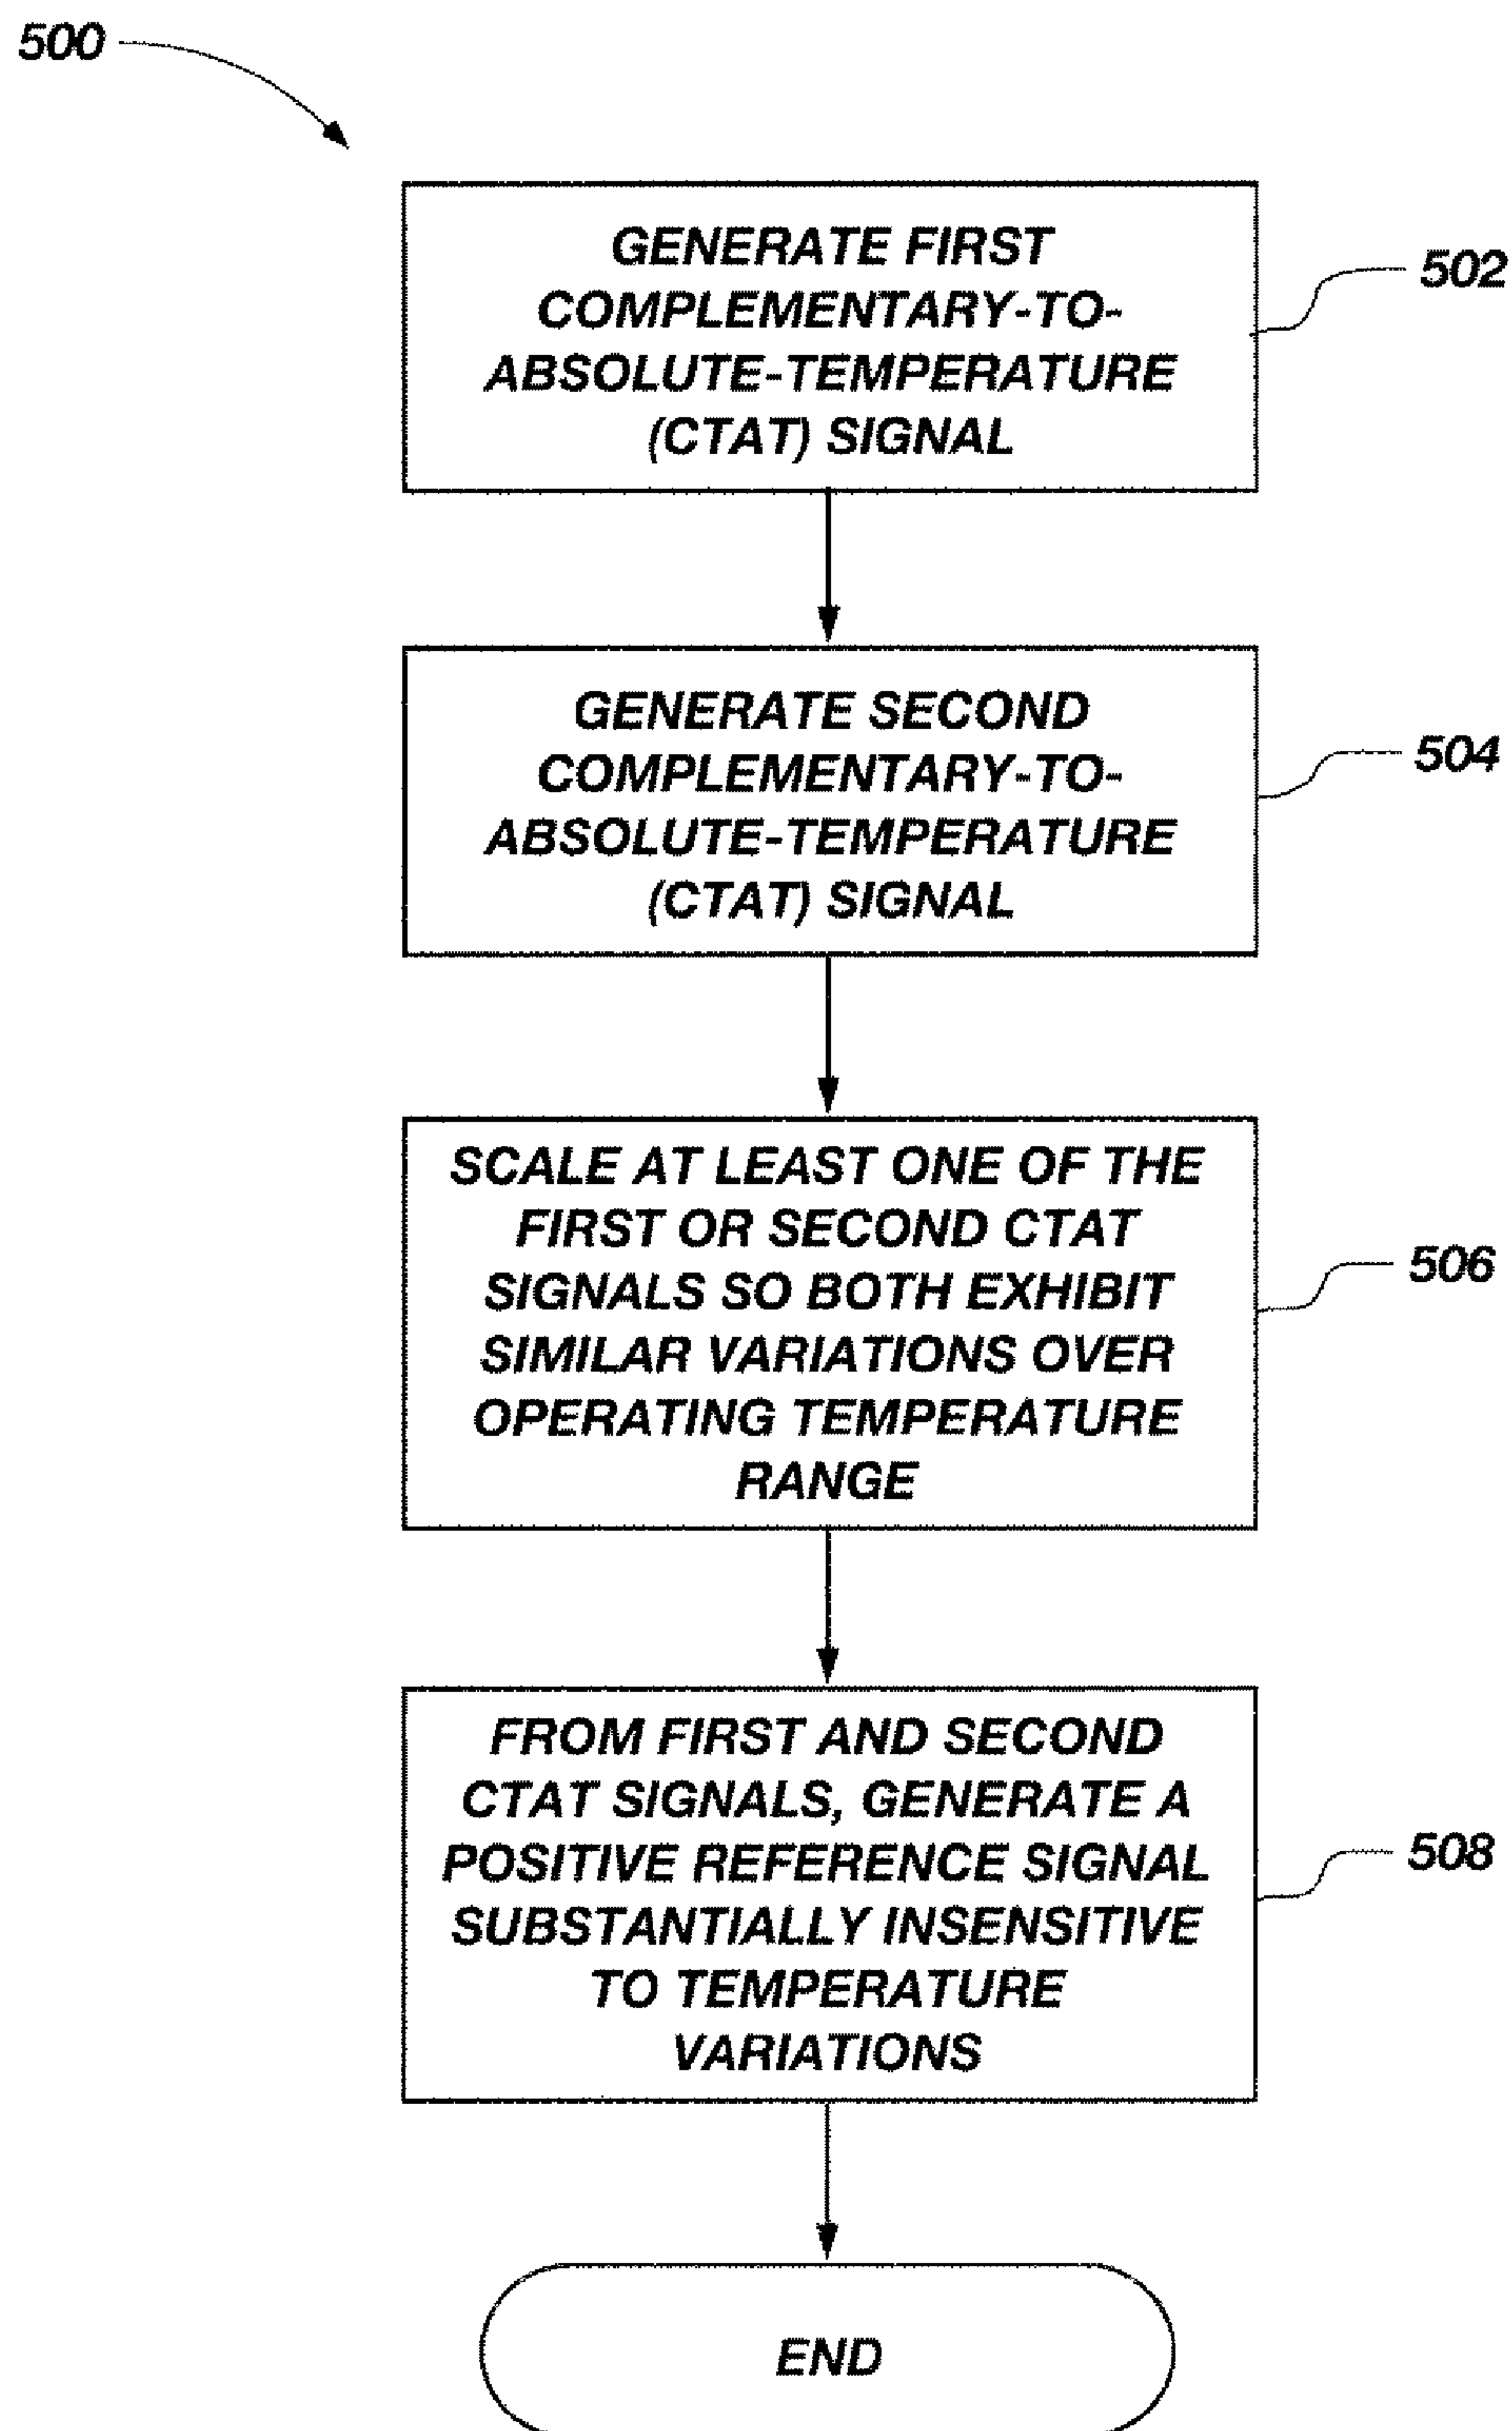 500
GENERATE FIRST
COMPLEMENTARY-TO-
ABSOLUTE-TEMPERATURE
(CTAT) SIGNAL
502
GENERATE SECOND
COMPLEMENTARY-TO-
ABSOLUTE-TEMPERATURE
(CTAT) SIGNAL
504
SCALE AT LEAST ONE OF THE
FIRST OR SECOND CTAT
SIGNALS SO BOTH EXHIBIT
SIMILAR VARIATIONS OVER
OPERATING TEMPERATURE
RANGE
506
FROM FIRST AND SECOND
CTAT SIGNALS, GENERATE A
POSITIVE REFERENCE SIGNAL
SUBSTANTIALLY INSENSITIVE
TO TEMPERATURE
VARIATIONS
508
END